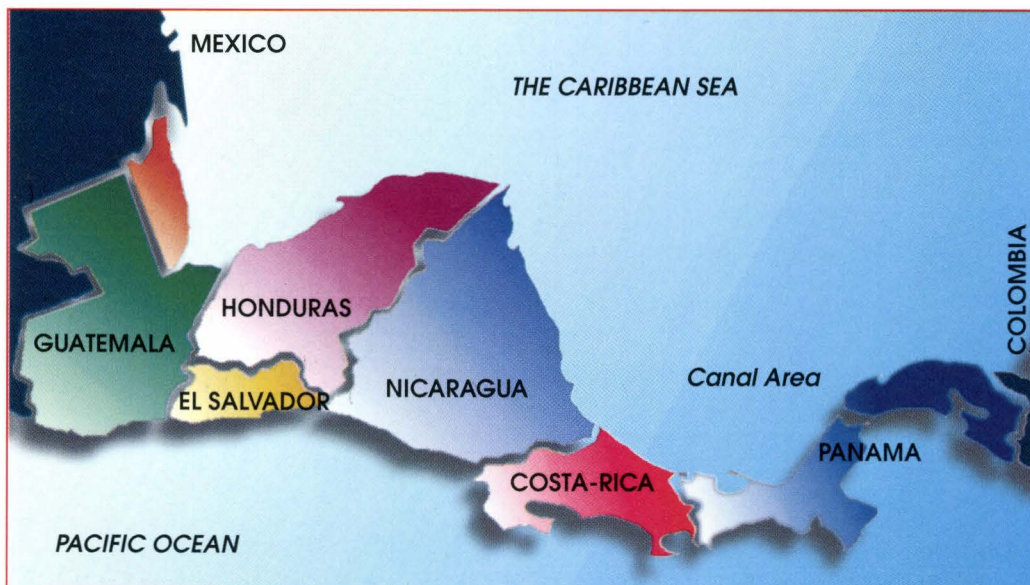 MEXICO
THE CARIBBEAN SEA
COLOMBIA
HONDURAS
GUATEMALA
EL SALVADOR
NICARAGUA
Canal Area
PANAMA
COSTA-RICA
PACIFIC OCEAN